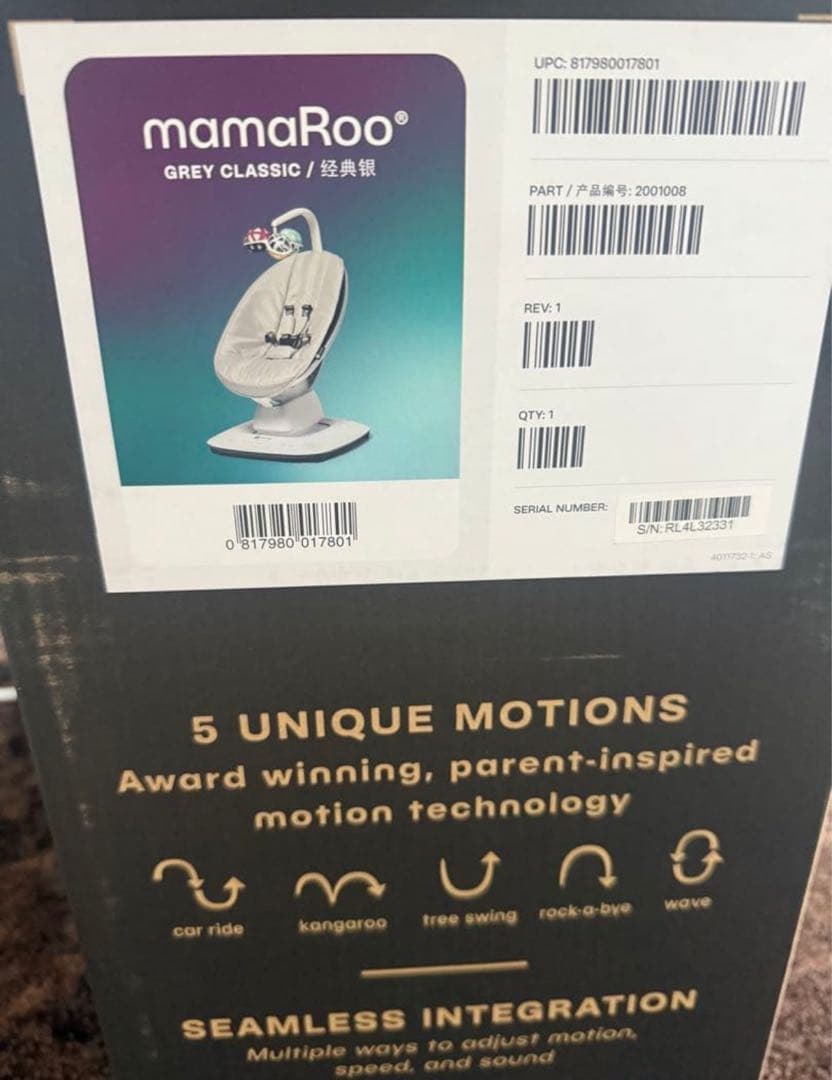 mamaRoo®
GREY CLASSIC / 经典银
0 817980 017801
UPC: 817980017801
PART / 产品编号: 2001008
REV: 1
QTY: 1
SERIAL NUMBER:
S/N: RL4L32331
5 UNIQUE MOTIONS
Award winning, parent-inspired
motion technology
car ride
kangaroo
tree swing
rock-a-bye
wave
SEAMLESS INTEGRATION
Multiple ways to adjust motion,
speed, and sound